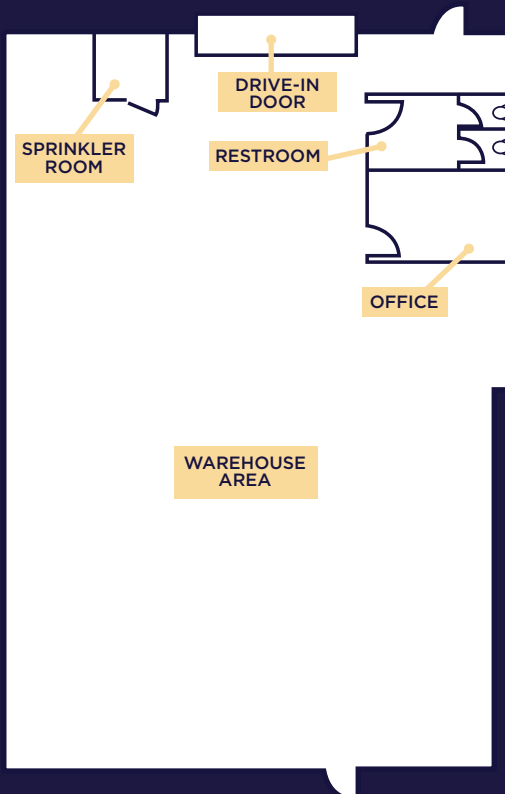 DRIVE-IN
DOOR
SPRINKLER
ROOM
RESTROOM
OFFICE
WAREHOUSE
AREA